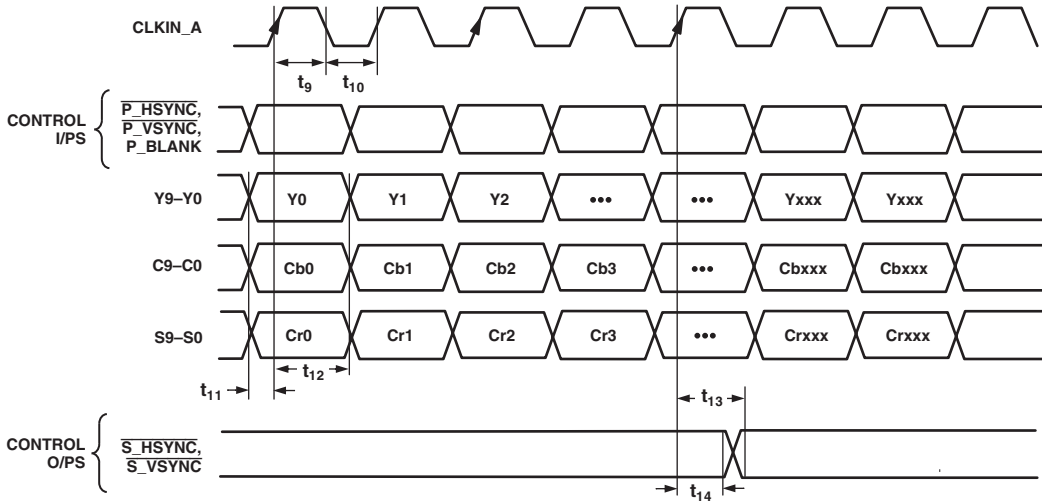 CLKIN_A
t9 t10
CONTROL I/PS
P_HSYNC,
P_VSYNC,
P_BLANK
Y9–Y0 Y0 Y1 Y2 ••• ••• Yxxx Yxxx
C9–C0 Cb0 Cb1 Cb2 Cb3 ••• Cbxxx Cbxxx
S9–S0 Cr0 Cr1 Cr2 Cr3 ••• Crxxx Crxxx
t11 t12 t13
CONTROL O/PS
S_HSYNC,
S_VSYNC
t14